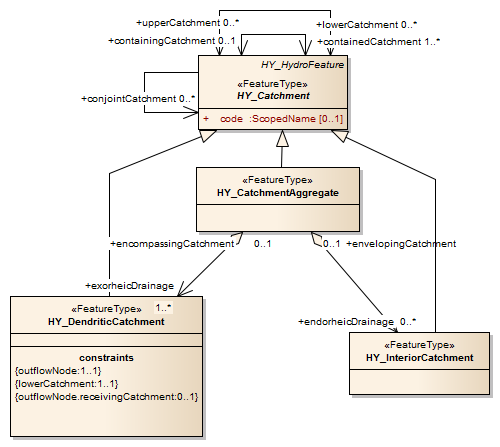 +upperCatchment 0..*
+lowerCatchment 0..*
+containingCatchment 0..1
+containedCatchment 1..*
HY_HydroFeature
«FeatureType»
HY_Catchment
+conjointCatchment 0..*
+ code :ScopedName [0..1]
«FeatureType»
HY_CatchmentAggregate
+encompassingCatchment 0..1
0..1 +envelopingCatchment
+exorheicDrainage
1..*
+endorheicDrainage 0..*
«FeatureType»
HY_DendriticCatchment
constraints
{outflowNode:1..1}
{lowerCatchment:1..1}
{outflowNode.receivingCatchment:0..1}
«FeatureType»
HY_InteriorCatchment